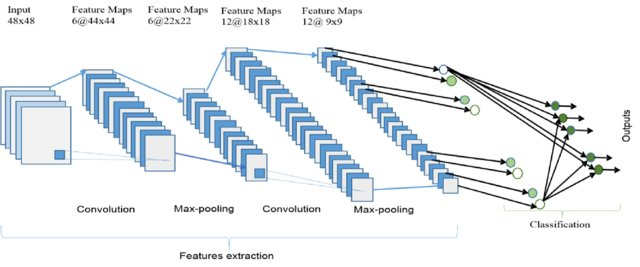 Input
48x48
Feature Maps
6@44x44
Feature Maps
6@22x22
Feature Maps
12@18x18
Feature Maps
12@ 9x9
Outputs
Convolution
Max-pooling
Convolution
Max-pooling
Classification
Features extraction